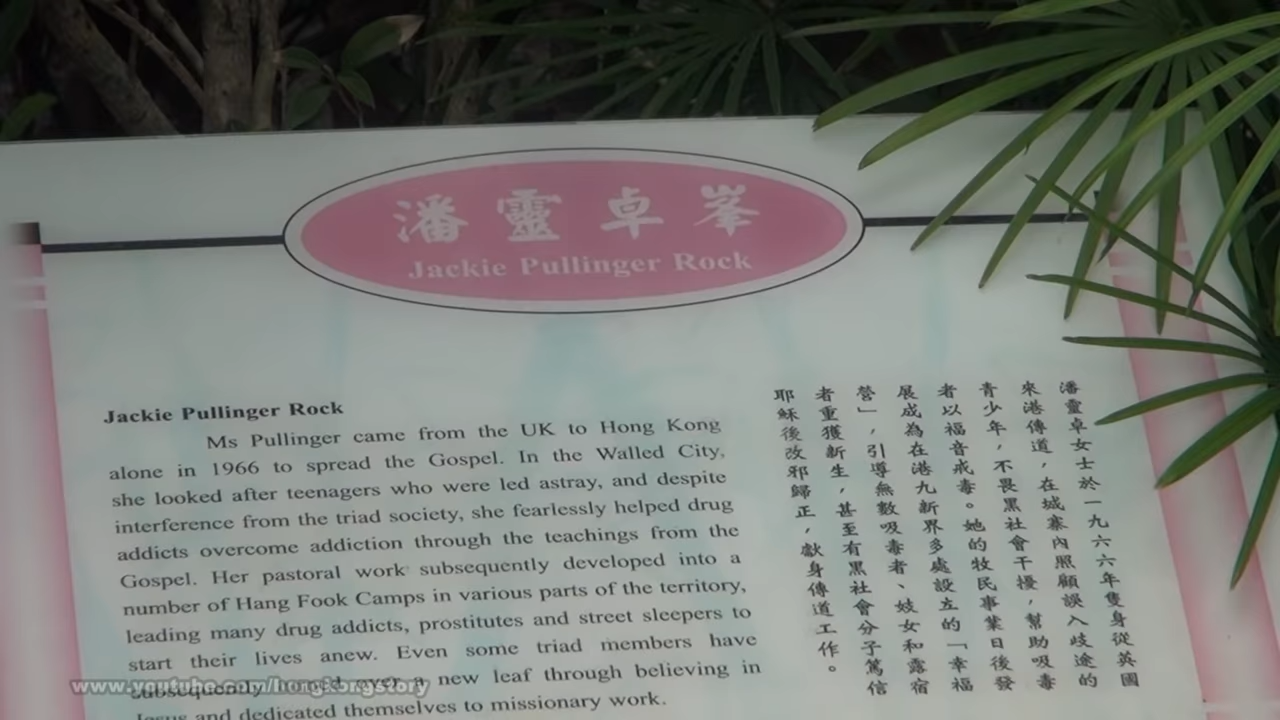 潘靈卓峯
Jackie Pullinger Rock
Jackie Pullinger Rock
Ms Pullinger came from the UK to Hong Kong
alone in 1966 to spread the Gospel. In the Walled City,
she looked after teenagers who were led astray, and despite
interference from the triad society, she fearlessly helped drug
addicts overcome addiction through the teachings from the
Gospel. Her pastoral work subsequently developed into a
number of Hang Fook Camps in various parts of the territory,
leading many drug addicts, prostitutes and street sleepers to
start their lives anew. Even some triad members have
subsequently turned over a new leaf through believing in
Jesus and dedicated themselves to missionary work.
潘靈卓女士於一九六六年隻身從英國
來港傳道，在城寨內照顧誤入歧途的
青少年，不畏黑社會干擾，幫助吸毒
者以福音戒毒。她的牧民事業日後發
展成為在港九新界多處設立的「幸福
營」，引導無數吸毒者、妓女和露宿
者重獲新生，甚至有黑社會分子篤信
耶穌後改邪歸正，獻身傳道工作。
www.youtube.com/hongkongstory